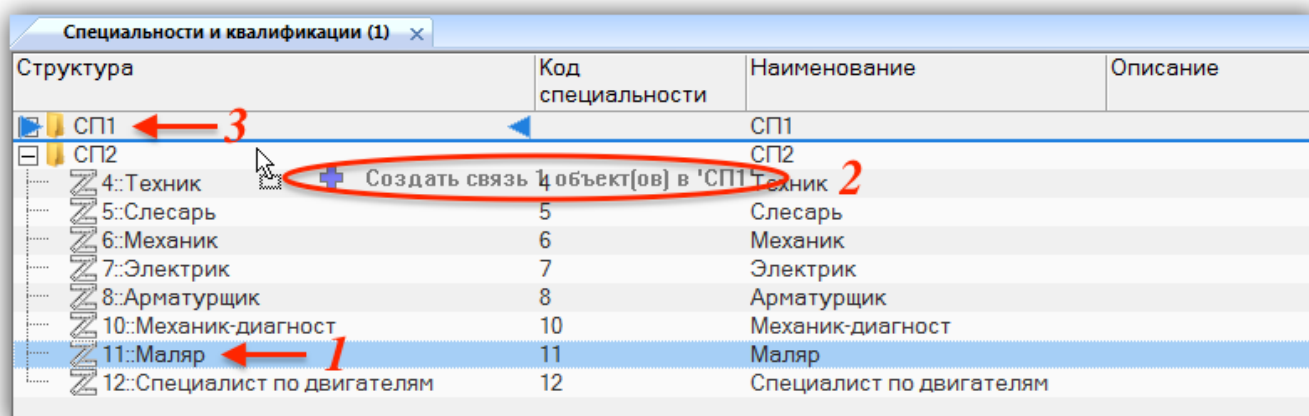 Специальности и квалификации (1)
Структура Код специальности Наименование Описание
СП1 3 СП1
СП2 СП2
Создать связь 1 объект(ов) в 'СП1' 2
4::Техник 4 Техник
5::Слесарь 5 Слесарь
6::Механик 6 Механик
7::Электрик 7 Электрик
8::Арматурщик 8 Арматурщик
10::Механик-диагност 10 Механик-диагност
11::Маляр 1 11 Маляр
12::Специалист по двигателям 12 Специалист по двигателям